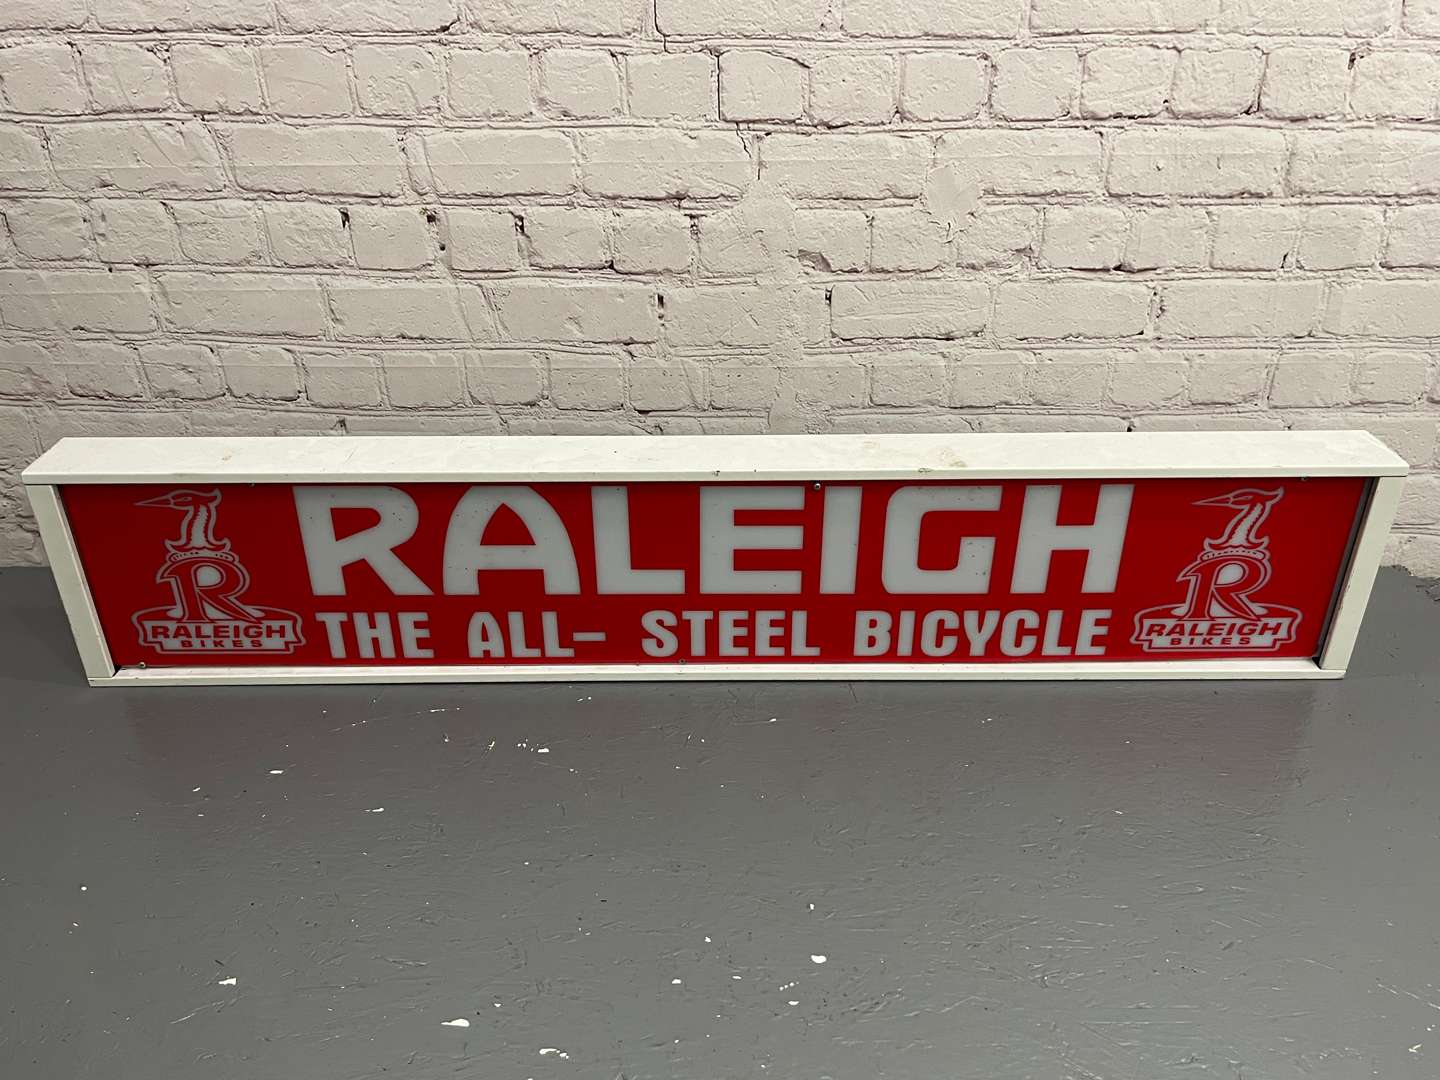 RALEIGH
THE ALL- STEEL BICYCLE
R
RALEIGH
BIKES
R
RALEIGH
BIKES